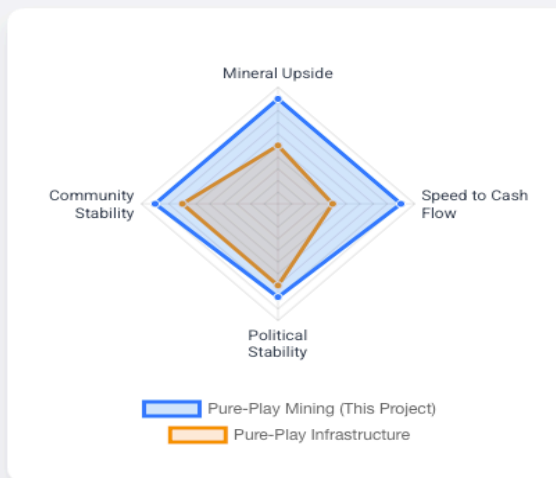 Mineral Upside
Community
Stability
Speed to Cash
Flow
Political
Stability
Pure-Play Mining (This Project)
Pure-Play Infrastructure